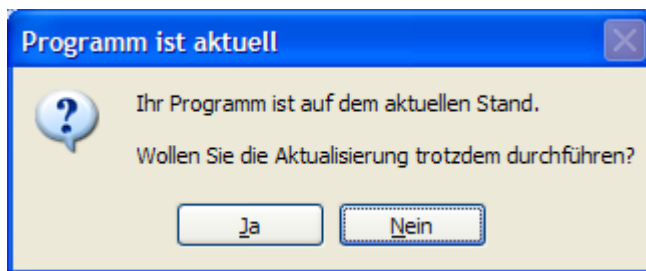 Programm ist aktuell
Ihr Programm ist auf dem aktuellen Stand.
Wollen Sie die Aktualisierung trotzdem durchführen?
Ja Nein